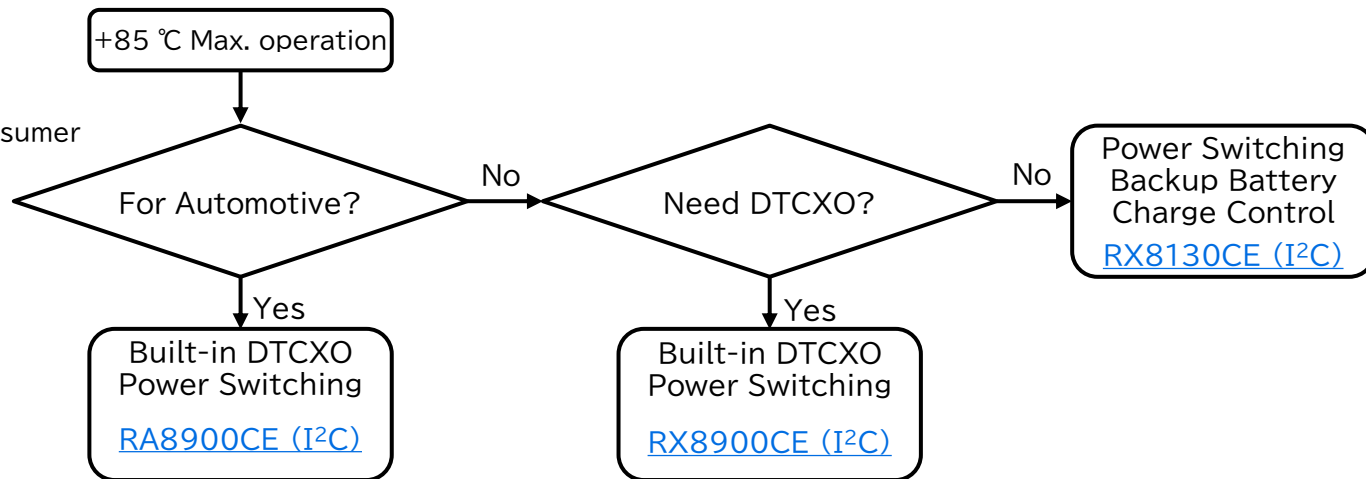 +85 ℃ Max. operation
sumer
For Automotive?
No
Need DTCXO?
No
Power Switching
Backup Battery
Charge Control
RX8130CE (I²C)
Yes
Built-in DTCXO
Power Switching
RA8900CE (I²C)
Yes
Built-in DTCXO
Power Switching
RX8900CE (I²C)